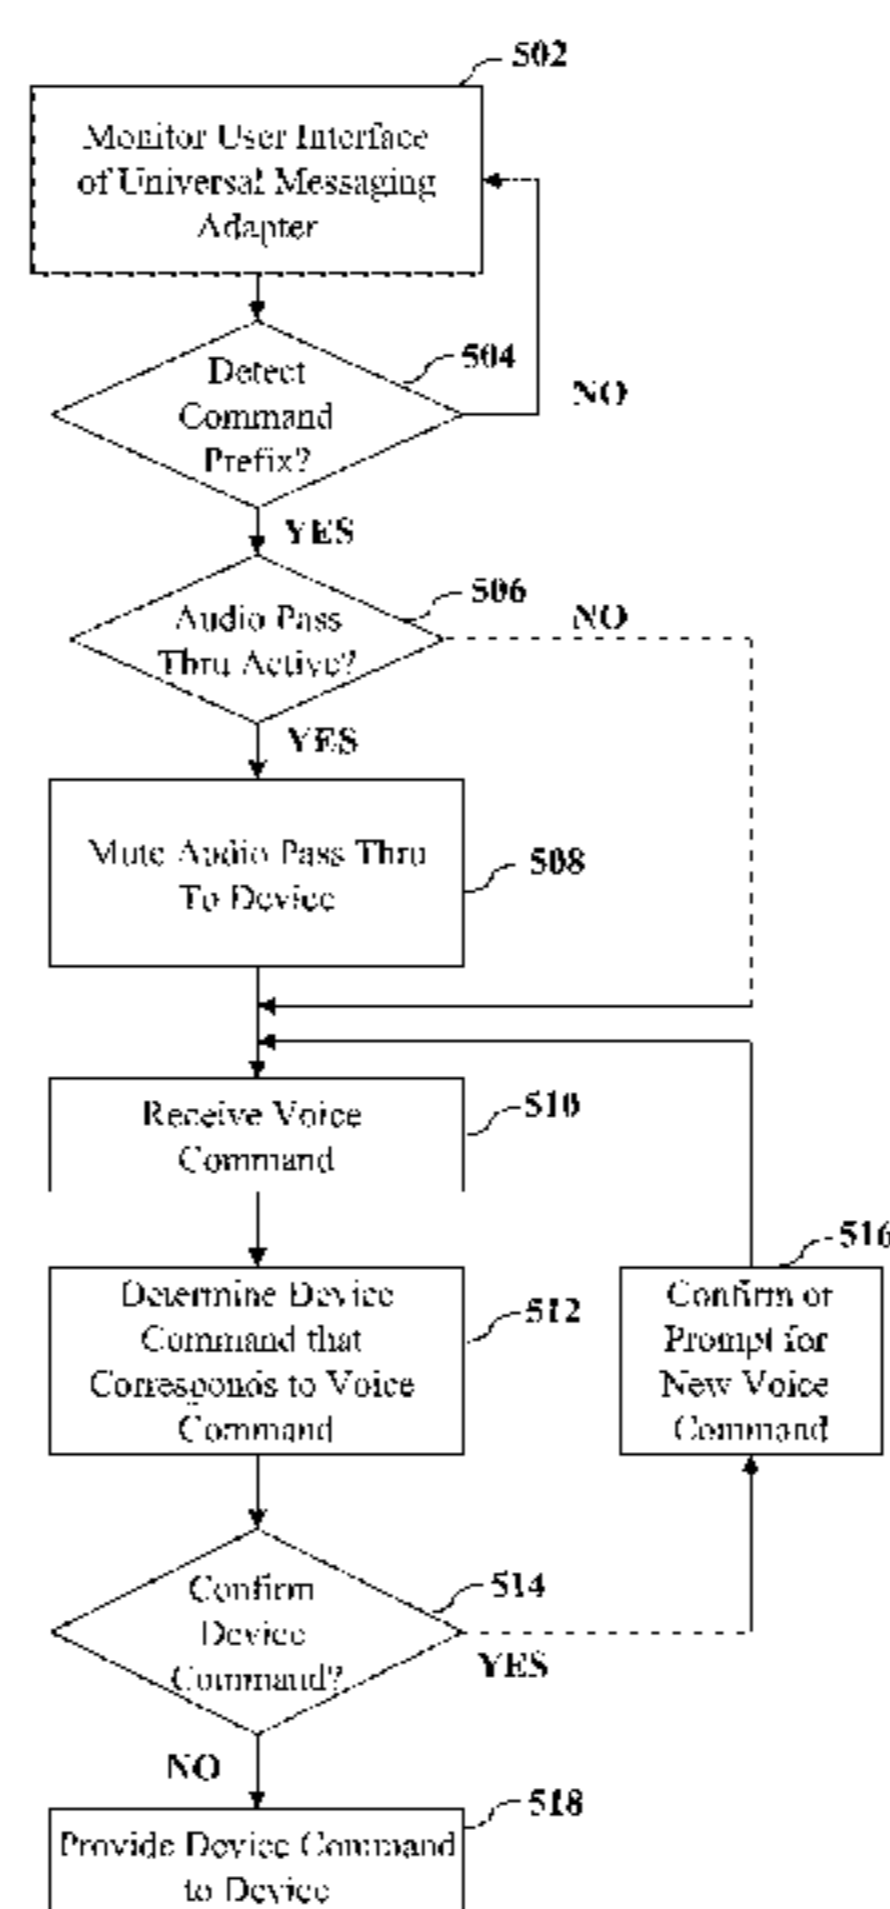 502
Monitor User Interface
of Universal Messaging
Adapter
504
Detect
Command
Prefix?
NO
YES
506
Audio Pass
Thru Active?
NO
YES
Mute Audio Pass Thru
To Device
508
Receive Voice
Command
510
516
Determine Device
Command that
Corresponds to Voice
Command
512
Confirm or
Prompt for
New Voice
Command
Confirm
Device
Command?
514
YES
NO
518
Provide Device Command
to Device